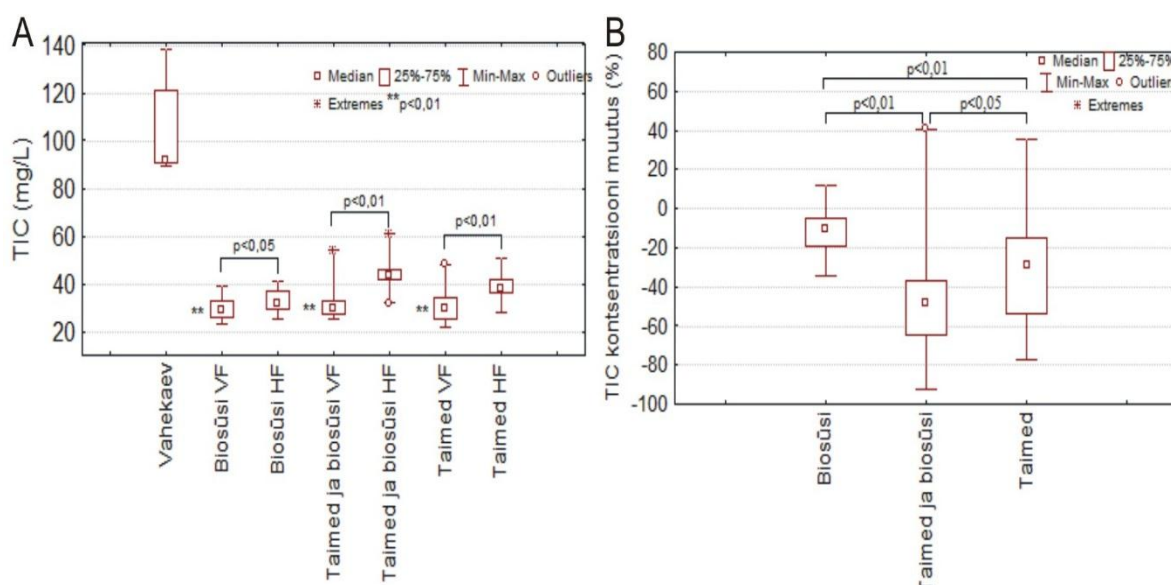 A
TIC (mg/L)
140
120
100
80
60
40
20
Median 25%-75% Min-Max Outliers
Extremes **p<0,01
p<0,05
p<0,01
p<0,01
**
**
**
Vahekaev
Biosüsi VF
Biosüsi HF
Taimed ja biosüsi VF
Taimed ja biosüsi HF
Taimed VF
Taimed HF
B
TIC kontsentratsiooni mutus (%)
80
60
40
20
0
-20
-40
-60
-80
-100
Median 25%-75%
Min-Max Outliers
Extremes
p<0,01
p<0,01
p<0,05
Biosüsi
Taimed ja biosüsi
Taimed